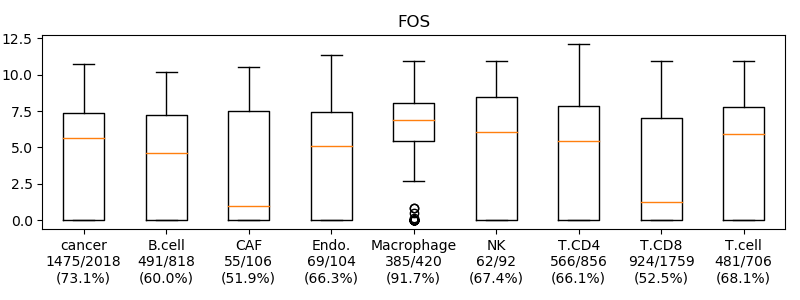 FOS
12.5
10.0
7.5
5.0
2.5
0.0
cancer B.cell CAF Endo. Macrophage NK T.CD4 T.CD8 T.cell
1475/2018 491/818 55/106 69/104 385/420 62/92 566/856 924/1759 481/706
(73.1%) (60.0%) (51.9%) (66.3%) (91.7%) (67.4%) (66.1%) (52.5%) (68.1%)